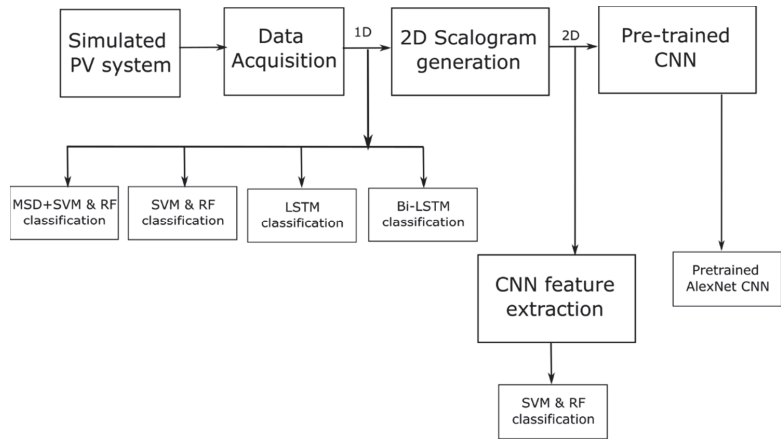 Simulated
PV system
Data
Acquisition
1D
2D Scalogram
generation
2D
Pre-trained
CNN
MSD+SVM & RF
classification
SVM & RF
classification
LSTM
classification
Bi-LSTM
classification
CNN feature
extraction
Pretrained
AlexNet CNN
SVM & RF
classification